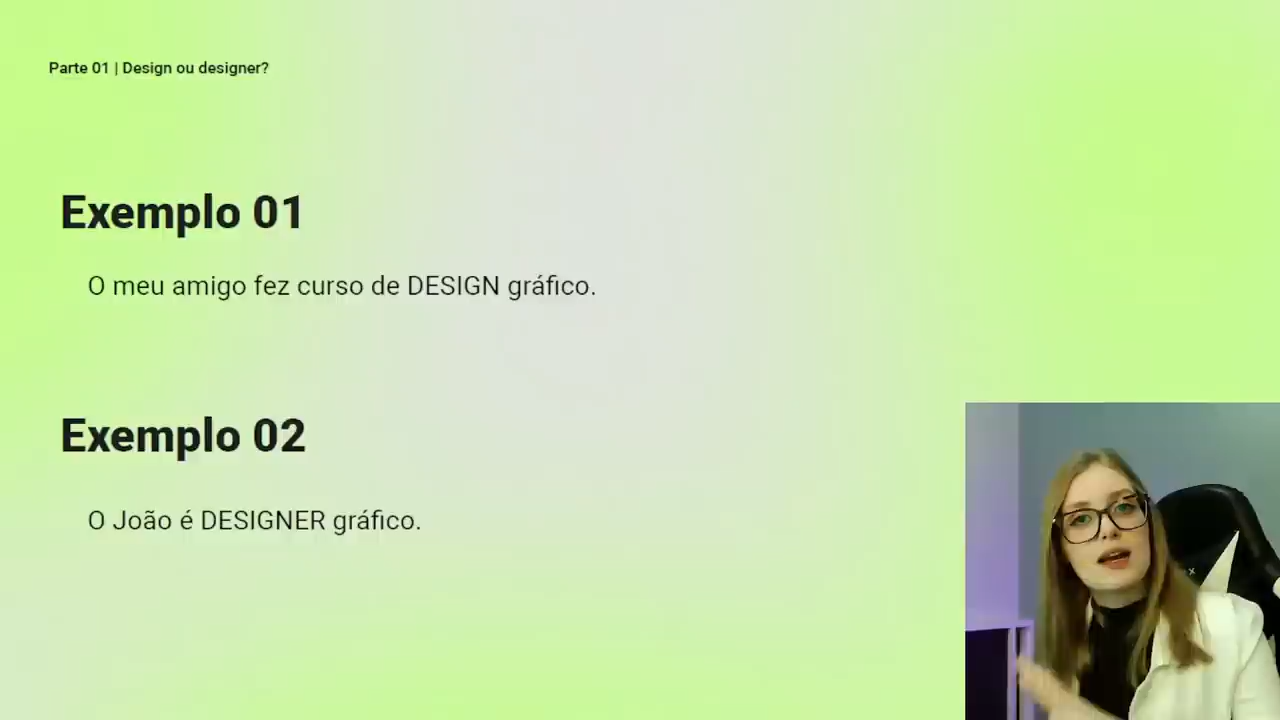 Parte 01 | Design ou designer?
Exemplo 01
O meu amigo fez curso de DESIGN gráfico.
Exemplo 02
O João é DESIGNER gráfico.